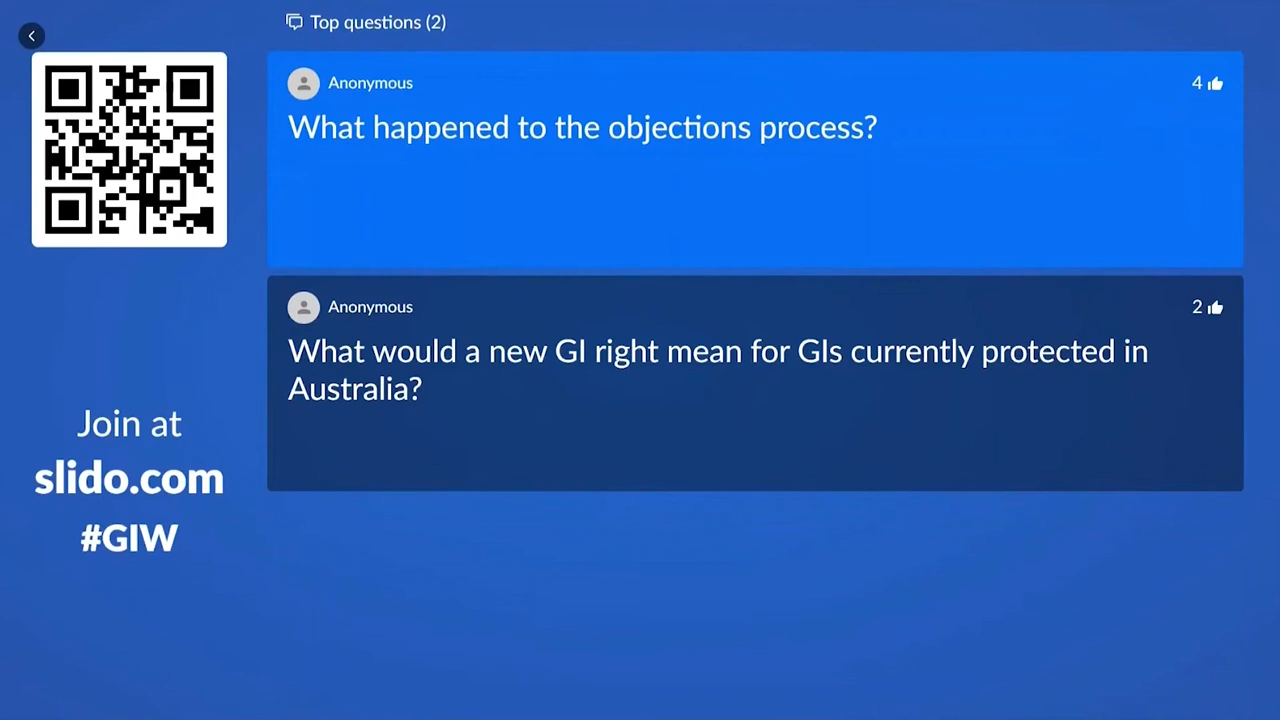 Top questions (2)
Anonymous
4
What happened to the objections process?
Anonymous
2
What would a new GI right mean for GIs currently protected in
Australia?
Join at
slido.com
#GIW